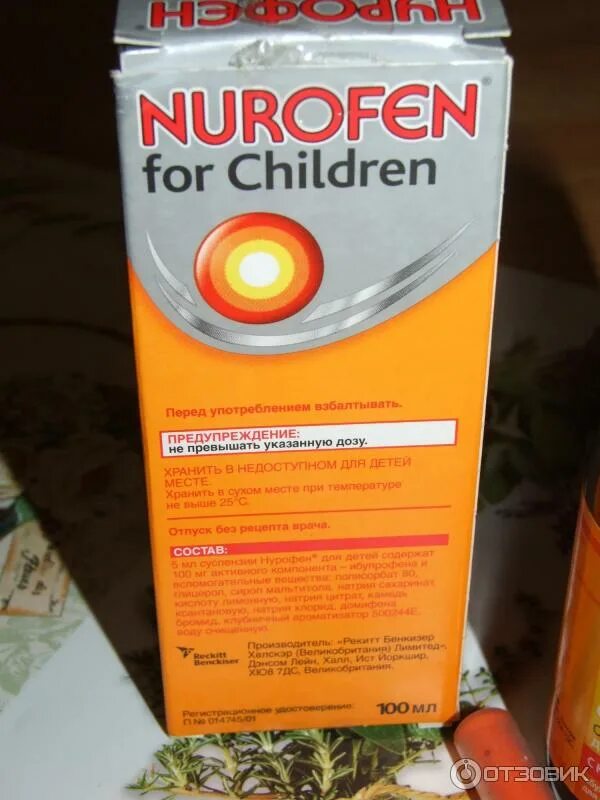 НУРОФЕН
NUROFEN®
for Children
Перед употреблением взбалтывать.
ПРЕДУПРЕЖДЕНИЕ:
не превышать указанную дозу.
ХРАНИТЬ В НЕДОСТУПНОМ ДЛЯ ДЕТЕЙ
МЕСТЕ.
Хранить в сухом месте при температуре
не выше 25°C.
Отпуск без рецепта врача.
СОСТАВ:
5 мл суспензии Нурофен® для детей содержат
100 мг активного компонента – ибупрофена и
вспомогательные вещества: полисорбат 80,
глицерол, сироп мальтитола, натрия сахаринат,
кислоту лимонную, натрия цитрат, камедь
ксантановую, натрия хлорид, домифена
бромид, клубничный ароматизатор 500244E,
воду очищенную.
Reckitt
Benckiser
Производитель: «Рекитт Бенкизер
Хелскэр (Великобритания) Лимитед»,
Дэнсом Лейн, Халл, Ист Йоркшир,
ХЮ8 7ДС, Великобритания.
Регистрационное удостоверение:
П № 014745/01
100 мл
ОТЗОВИК